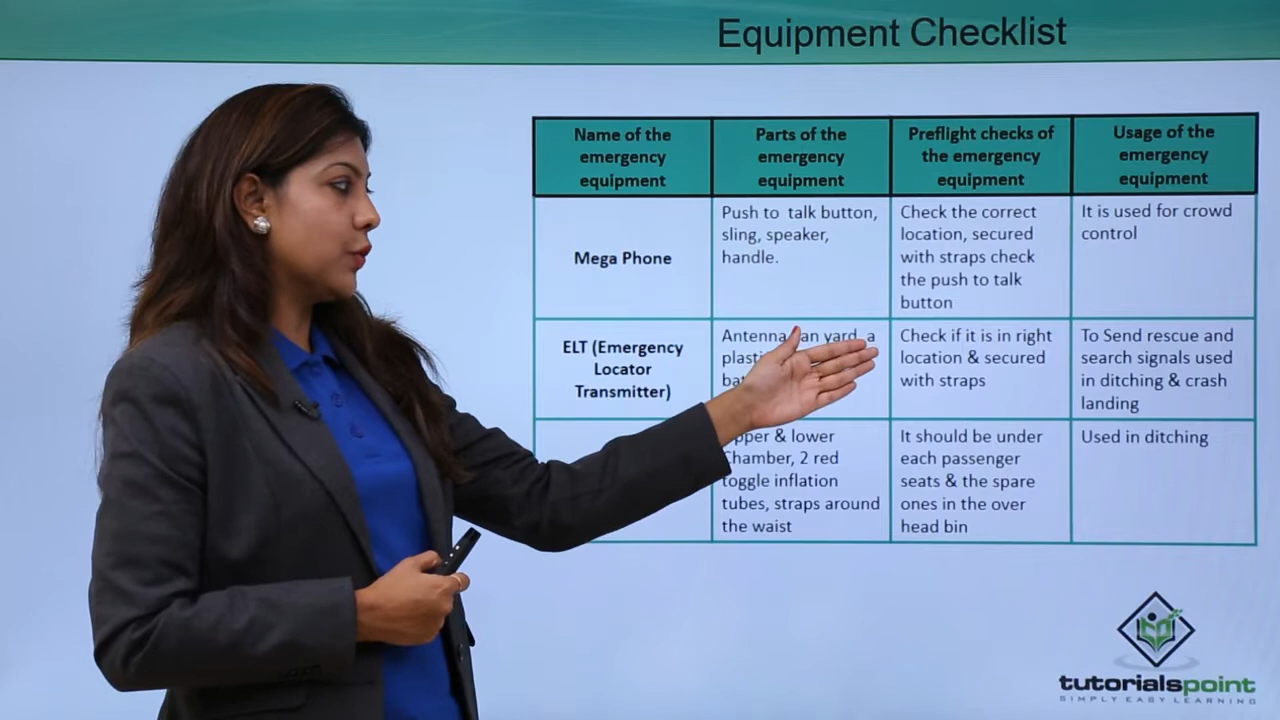 Equipment Checklist
Name of the
emergency
equipment
Parts of the
emergency
equipment
Preflight checks of
the emergency
equipment
Usage of the
emergency
equipment
Mega Phone
Push to talk button,
sling, speaker,
handle.
Check the correct
location, secured
with straps check
the push to talk
button
It is used for crowd
control
ELT (Emergency
Locator
Transmitter)
Antenna yard, a
Check if it is in right
location & secured
with straps
To Send rescue and
search signals used
in ditching & crash
landing
& lower
Chamber, 2 red
toggle inflation
tubes, straps around
the waist
It should be under
each passenger
seats & the spare
ones in the over
head bin
Used in ditching
tutorialspoint
SIMPLY EASY LEARNING